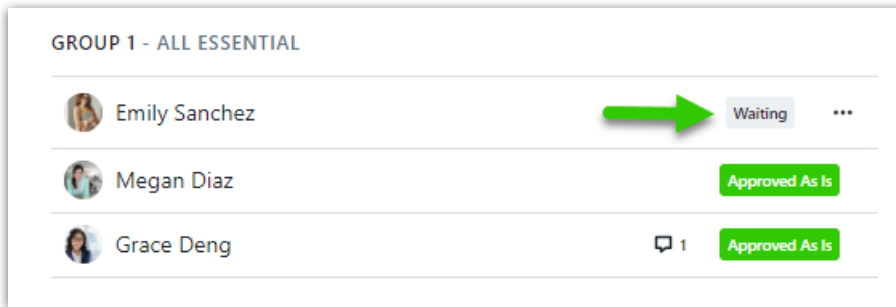 GROUP 1 - ALL ESSENTIAL
Emily Sanchez Waiting
Megan Diaz Approved As Is
Grace Deng 1 Approved As Is